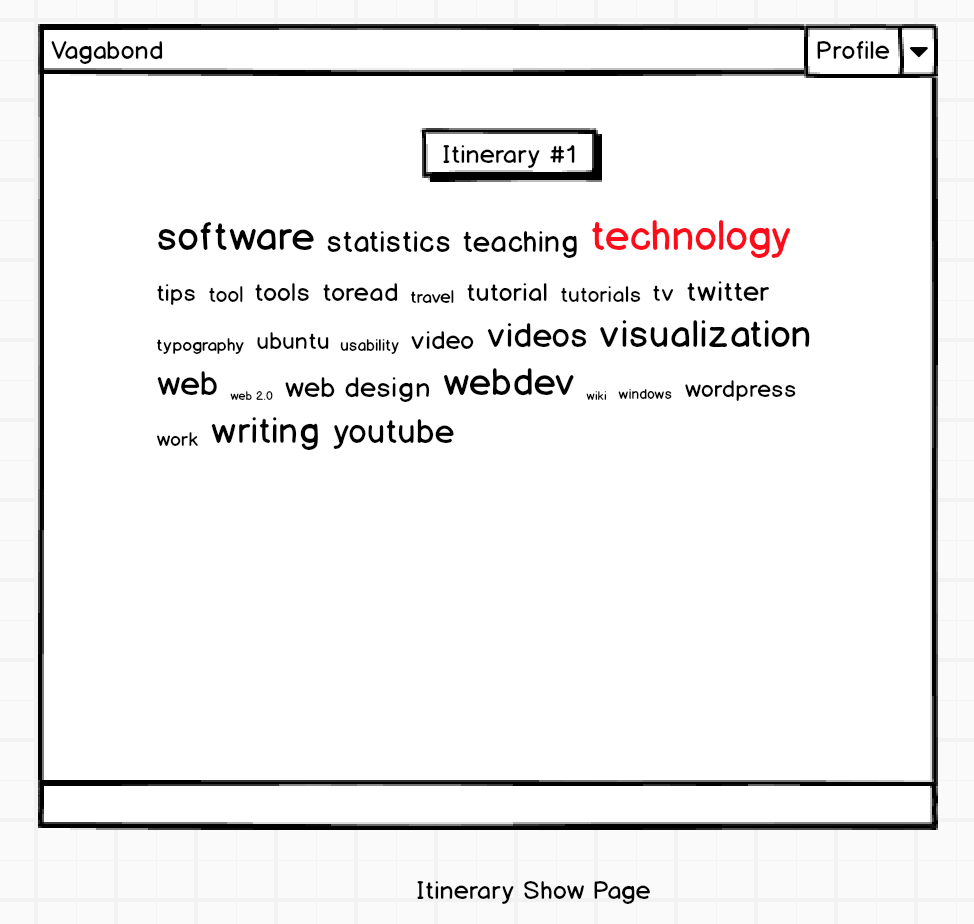 Vagabond Profile
Itinerary #1
software statistics teaching technology
tips tool tools toread travel tutorial tutorials tv twitter
typography ubuntu usability video videos visualization
web web 2.0 web design webdev wiki windows wordpress
work writing youtube
Itinerary Show Page